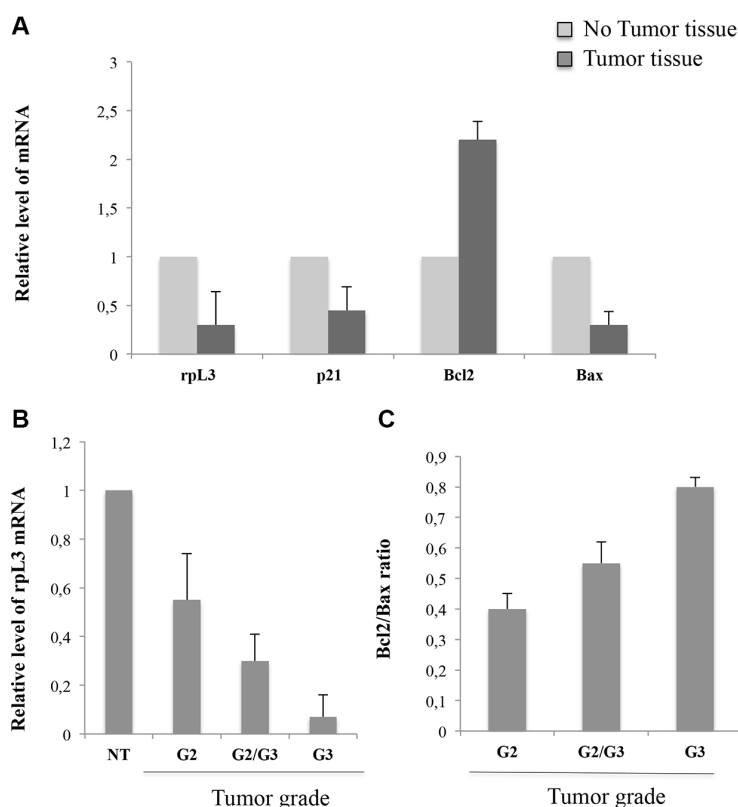 A
No Tumor tissue
Tumor tissue
Relative level of mRNA
3
2,5
2
1,5
1
0,5
0
rpL3 p21 Bcl2 Bax
B
Relative level of rpL3 mRNA
1,2
1
0,8
0,6
0,4
0,2
0
NT G2 G2/G3 G3
Tumor grade
C
Bcl2/Bax ratio
0,9
0,8
0,7
0,6
0,5
0,4
0,3
0,2
0,1
0
G2 G2/G3 G3
Tumor grade